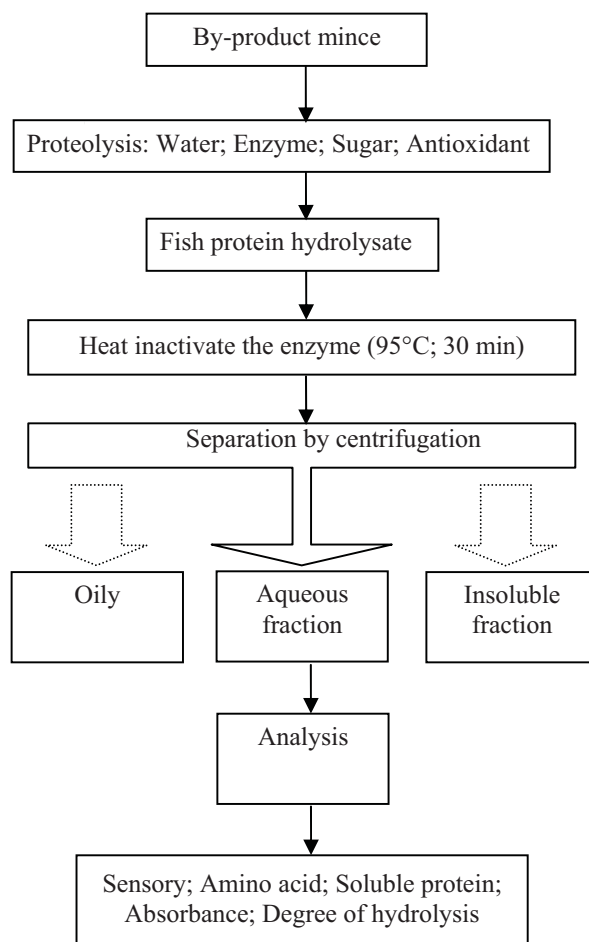 By-product mince
Proteolysis: Water; Enzyme; Sugar; Antioxidant
Fish protein hydrolysate
Heat inactivate the enzyme (95°C; 30 min)
Separation by centrifugation
Oily
Aqueous
fraction
Insoluble
fraction
Analysis
Sensory; Amino acid; Soluble protein;
Absorbance; Degree of hydrolysis